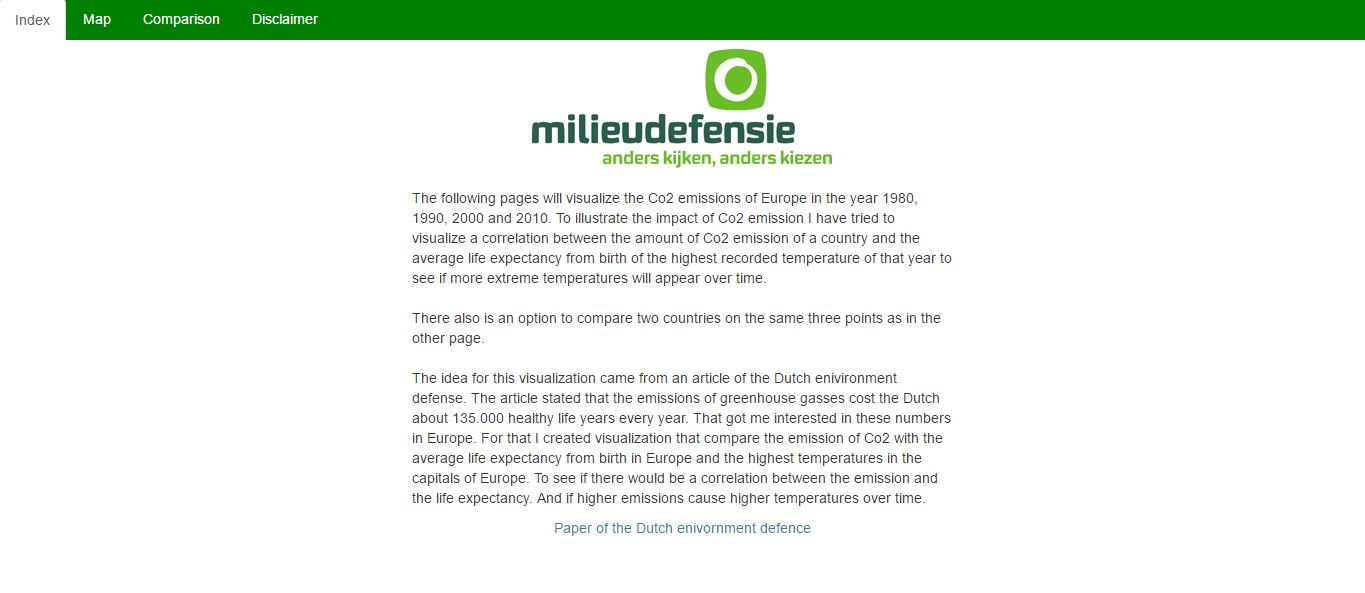 Index Map Comparison Disclaimer
milieudefensie
anders kijken, anders kiezen
The following pages will visualize the Co2 emissions of Europe in the year 1980,
1990, 2000 and 2010. To illustrate the impact of Co2 emission I have tried to
visualize a correlation between the amount of Co2 emission of a country and the
average life expectancy from birth of the highest recorded temperature of that year to
see if more extreme temperatures will appear over time.
There also is an option to compare two countries on the same three points as in the
other page.
The idea for this visualization came from an article of the Dutch enivironment
defense. The article stated that the emissions of greenhouse gasses cost the Dutch
about 135.000 healthy life years every year. That got me interested in these numbers
in Europe. For that I created visualization that compare the emission of Co2 with the
average life expectancy from birth in Europe and the highest temperatures in the
capitals of Europe. To see if there would be a correlation between the emission and
the life expectancy. And if higher emissions cause higher temperatures over time.
Paper of the Dutch enivornment defence